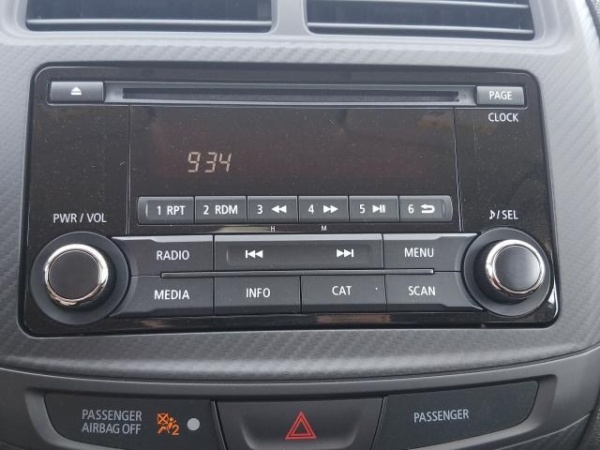 PAGE
CLOCK
934
1 RPT 2 RDM 3 4 5 6
H M
PWR / VOL
/SEL
RADIO MENU
MEDIA INFO CAT SCAN
PASSENGER
AIRBAG OFF
2
PASSENGER